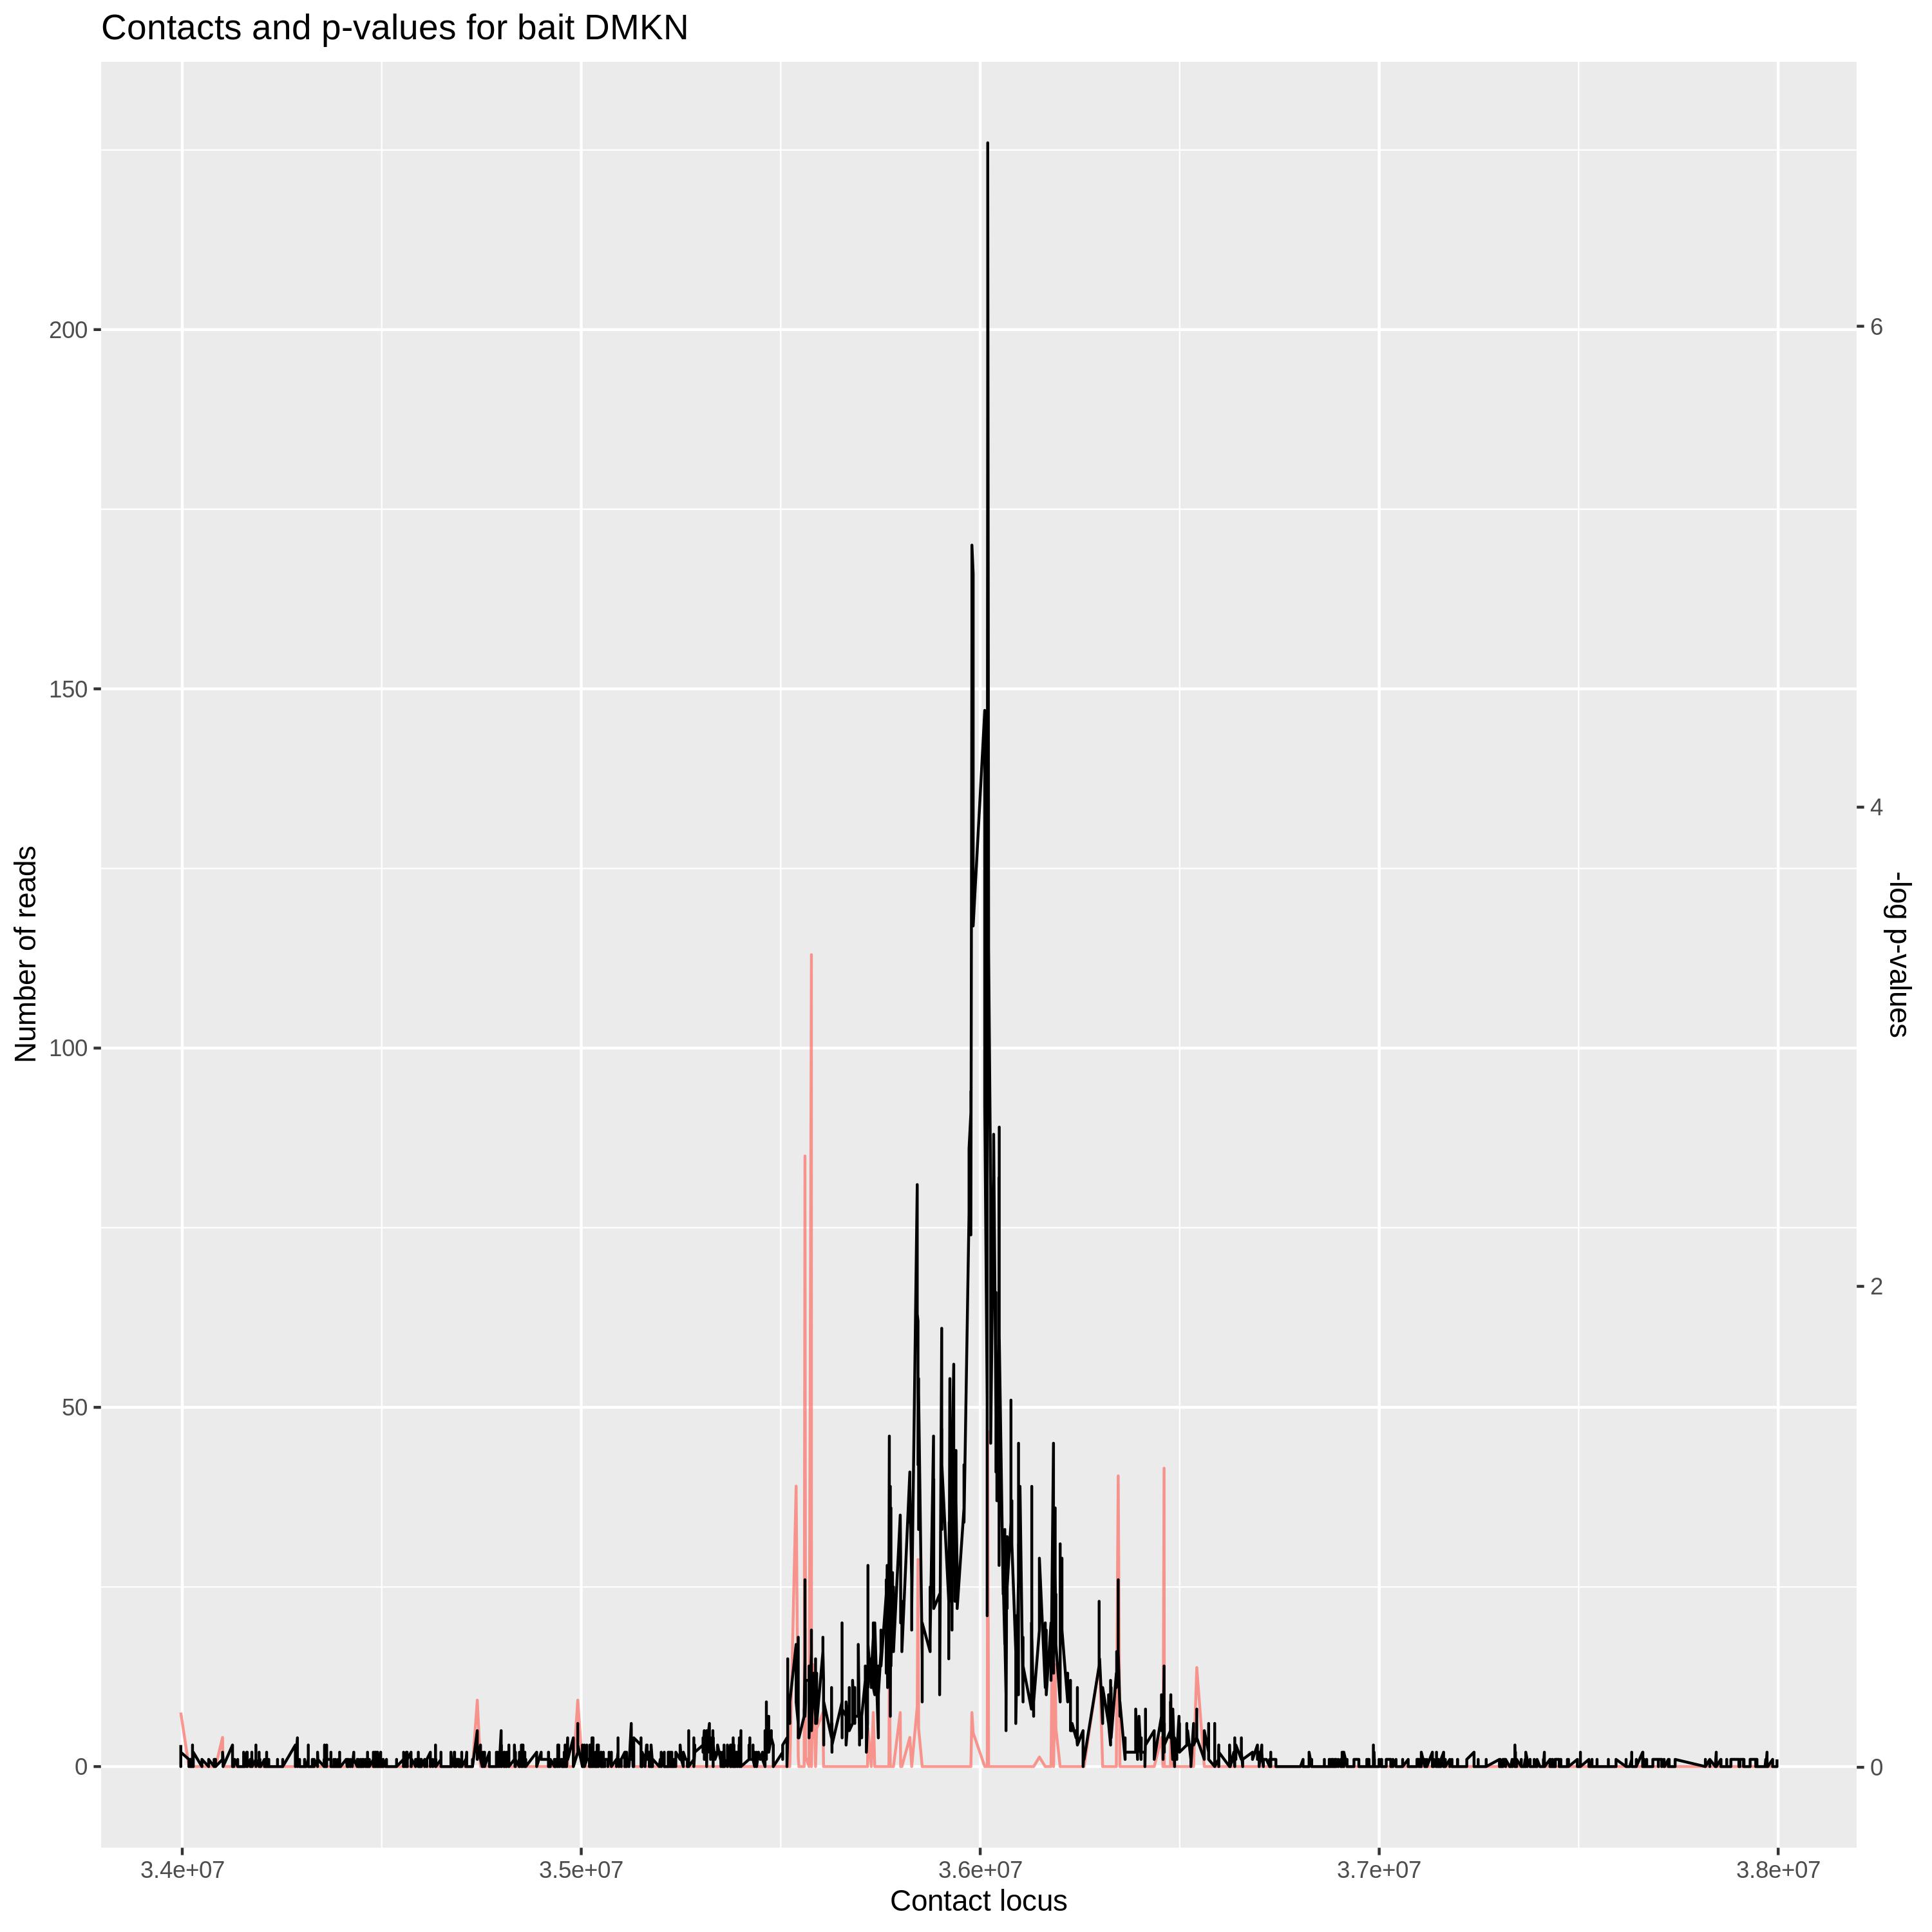 Contacts and p-values for bait DMKN
Number of reads
200
150
100
50
0
6
4
2
0
-log p-values
3.4e+07
3.5e+07
3.6e+07
3.7e+07
3.8e+07
Contact locus